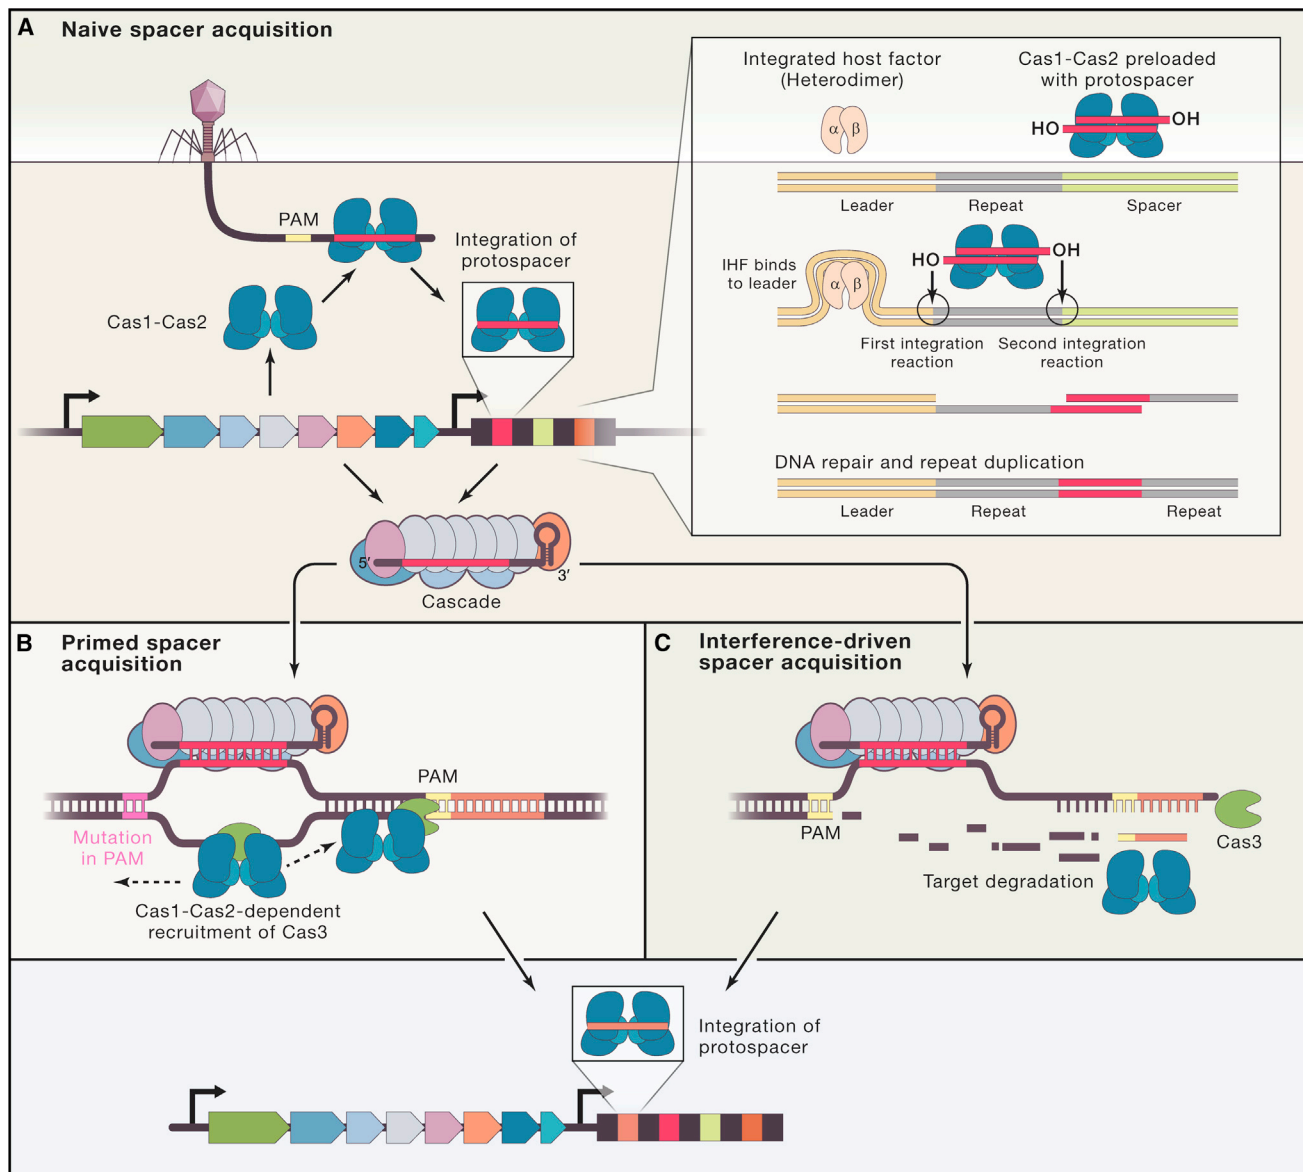 A Naive spacer acquisition
PAM
Cas1-Cas2
Integration of
protospacer
Integrated host factor
(Heterodimer)
α β
Cas1-Cas2 preloaded
with protospacer
HO OH
Leader Repeat Spacer
IHF binds
to leader
α β
HO OH
First integration
reaction
Second integration
reaction
DNA repair and repeat duplication
Leader Repeat Repeat
5′
3′
Cascade
B Primed spacer
acquisition
PAM
Mutation
in PAM
Cas1-Cas2-dependent
recruitment of Cas3
C Interference-driven
spacer acquisition
PAM
Cas3
Target degradation
Integration of
protospacer